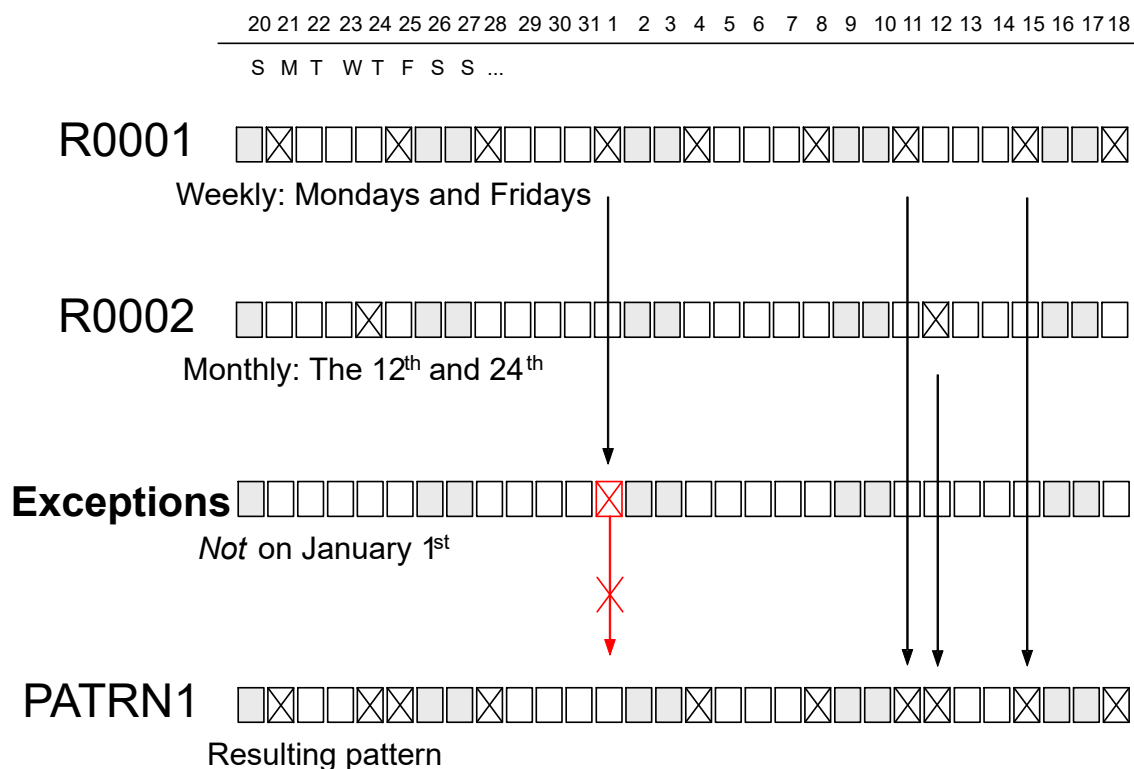 20 21 22 23 24 25 26 27 28 29 30 31 1 2 3 4 5 6 7 8 9 10 11 12 13 14 15 16 17 18
S M T W T F S S ...
R0001
Weekly: Mondays and Fridays
R0002
Monthly: The 12th and 24th
Exceptions
Not on January 1st
PATRN1
Resulting pattern